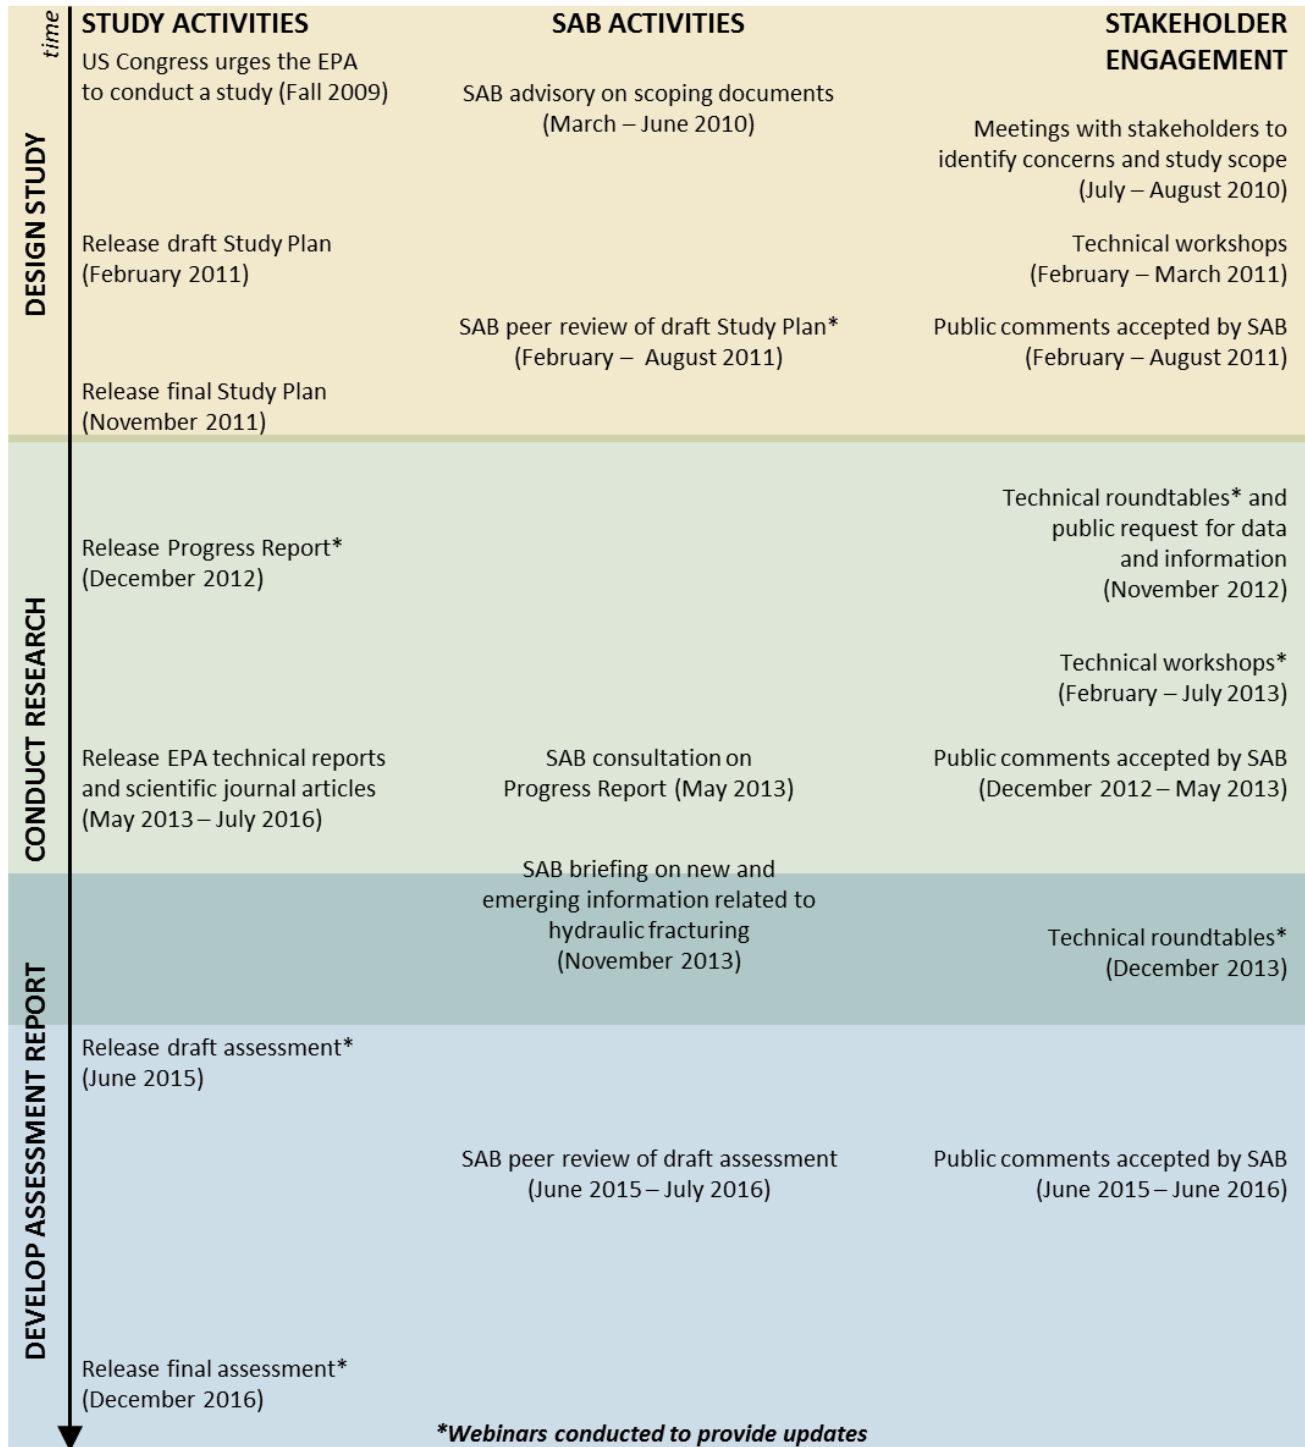 time
STUDY ACTIVITIES
SAB ACTIVITIES
STAKEHOLDER
ENGAGEMENT
DESIGN STUDY
US Congress urges the EPA
to conduct a study (Fall 2009)
SAB advisory on scoping documents
(March – June 2010)
Meetings with stakeholders to
identify concerns and study scope
(July – August 2010)
Release draft Study Plan
(February 2011)
Technical workshops
(February – March 2011)
SAB peer review of draft Study Plan*
(February – August 2011)
Public comments accepted by SAB
(February – August 2011)
Release final Study Plan
(November 2011)
CONDUCT RESEARCH
Technical roundtables* and
public request for data
and information
(November 2012)
Release Progress Report*
(December 2012)
Technical workshops*
(February – July 2013)
Release EPA technical reports
and scientific journal articles
(May 2013 – July 2016)
SAB consultation on
Progress Report (May 2013)
Public comments accepted by SAB
(December 2012 – May 2013)
SAB briefing on new and
emerging information related to
hydraulic fracturing
(November 2013)
Technical roundtables*
(December 2013)
DEVELOP ASSESSMENT REPORT
Release draft assessment*
(June 2015)
SAB peer review of draft assessment
(June 2015 – July 2016)
Public comments accepted by SAB
(June 2015 – June 2016)
Release final assessment*
(December 2016)
*Webinars conducted to provide updates